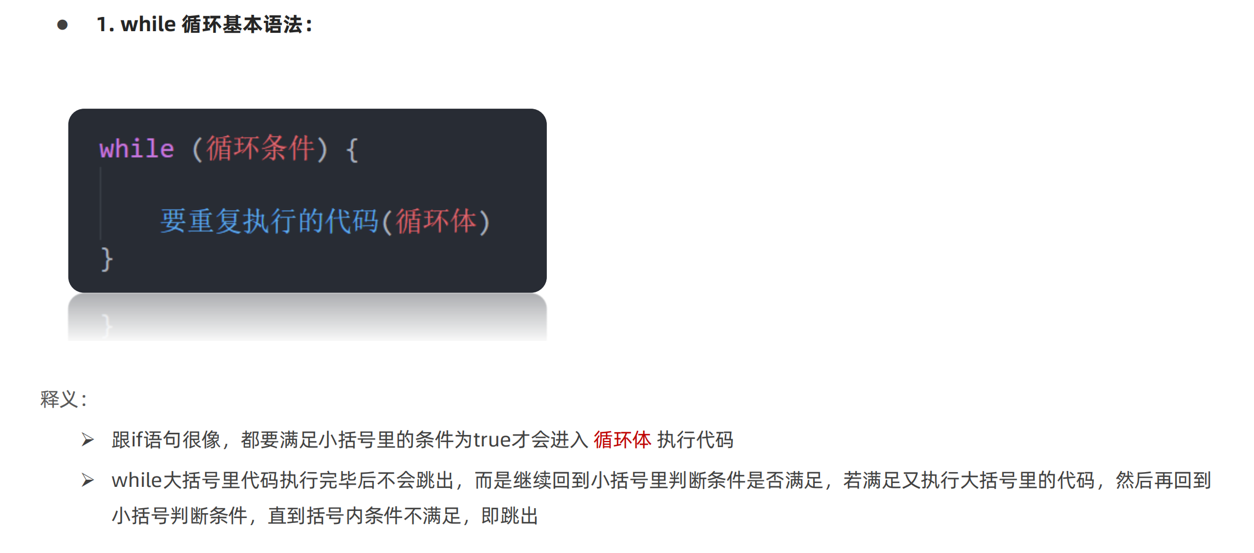 1. while 循环基本语法：
while (循环条件) {
要重复执行的代码(循环体)
}
}
释义：
跟if语句很像，都要满足小括号里的条件为true才会进入 循环体 执行代码
while大括号里代码执行完毕后不会跳出，而是继续回到小括号里判断条件是否满足，若满足又执行大括号里的代码，然后再回到
小括号判断条件，直到括号内条件不满足，即跳出